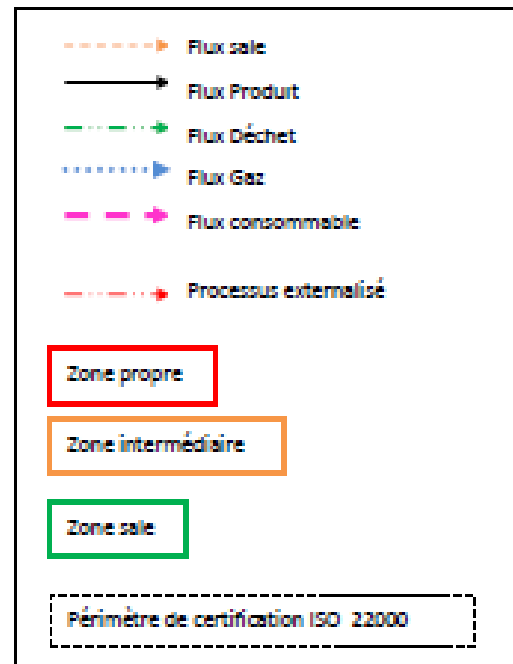 Flux sale
Flux Produit
Flux Déchet
Flux Gaz
Flux consommable
Processus externalisé
Zone propre
Zone intermédiaire
Zone sale
Périmètre de certification ISO 22000